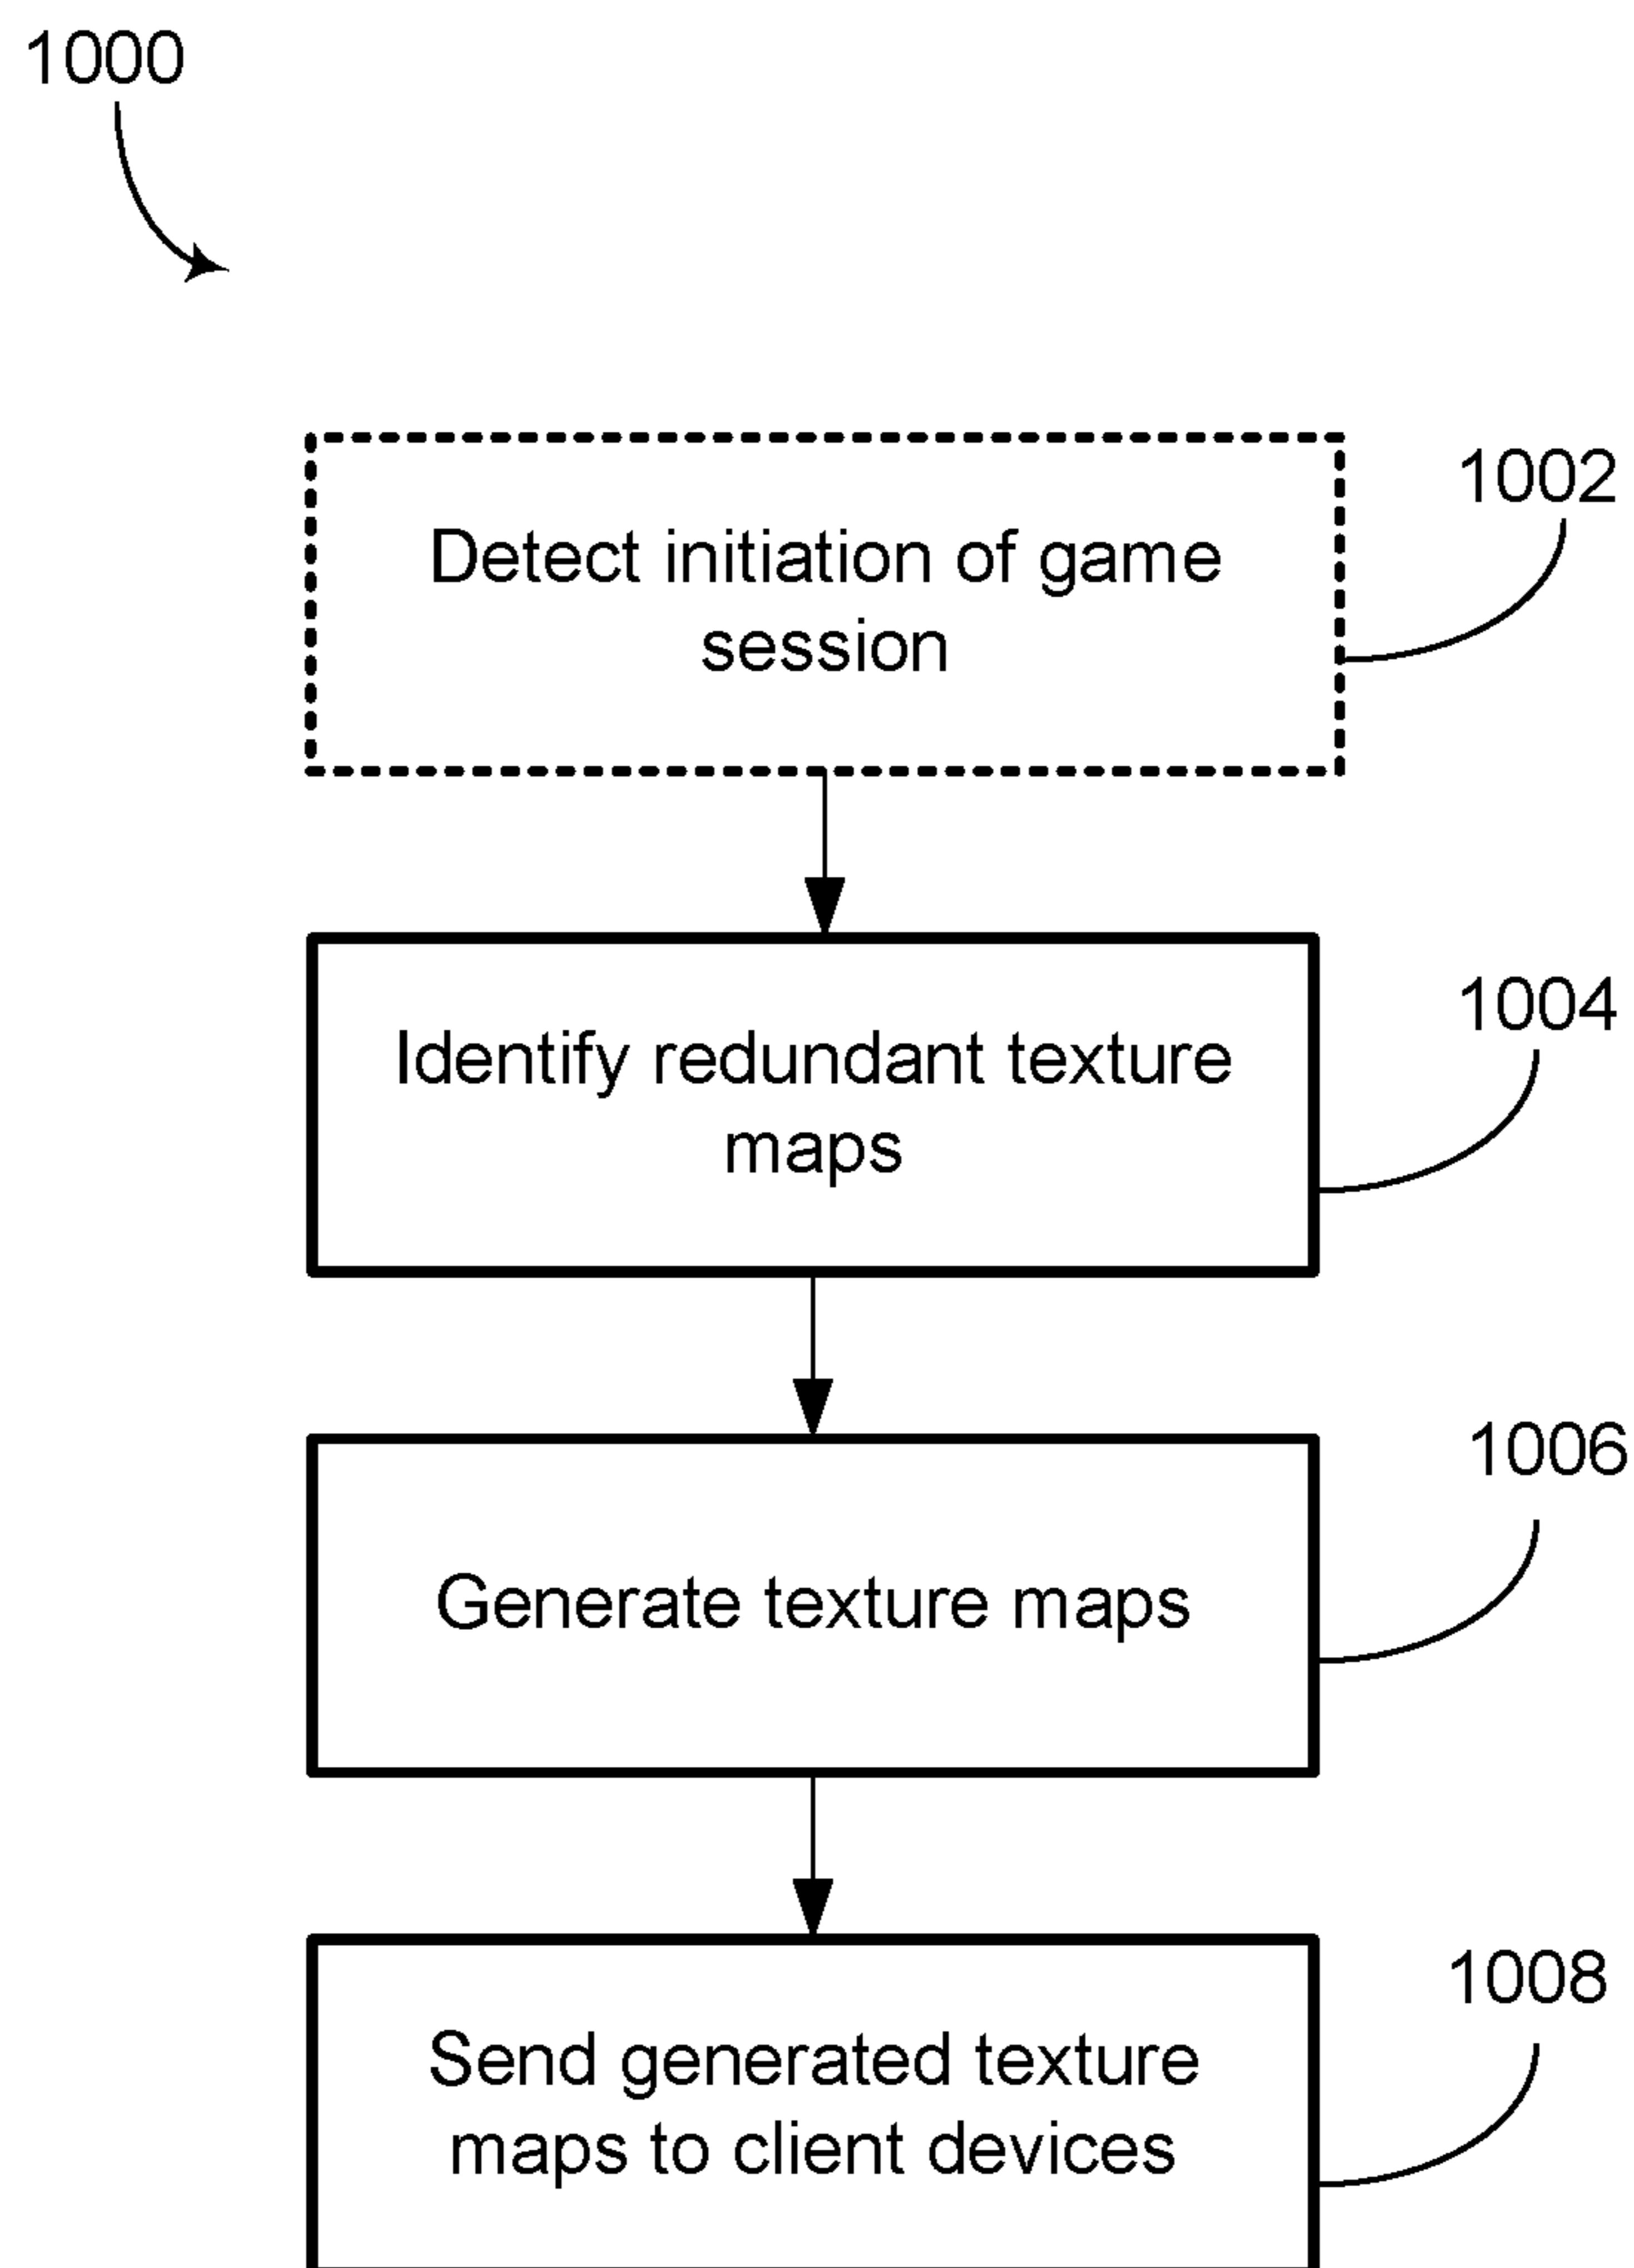 1000
Detect initiation of game
session
1002
Identify redundant texture
maps
1004
Generate texture maps
1006
Send generated texture
maps to client devices
1008